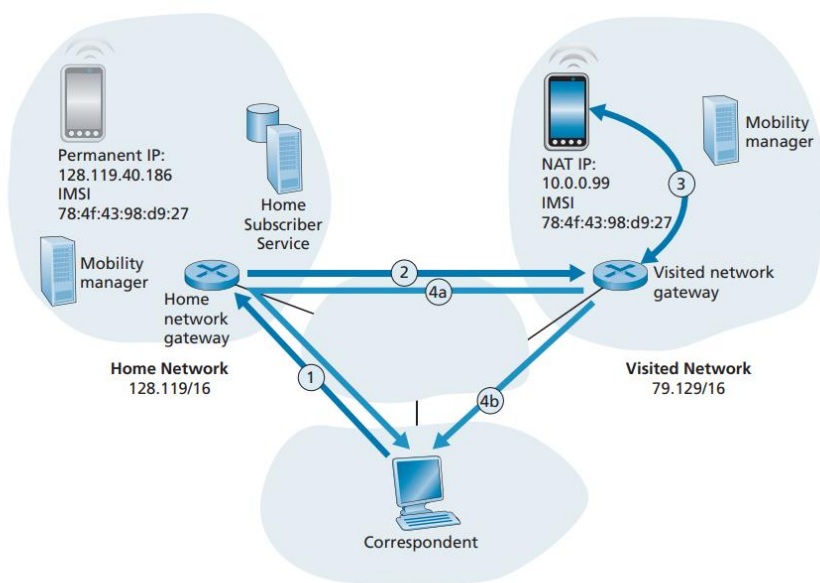 Permanent IP:
128.119.40.186
IMSI
78:4f:43:98:d9:27
Home
Subscriber
Service
Mobility
manager
Home
network
gateway
Home Network
128.119/16
NAT IP:
10.0.0.99
IMSI
78:4f:43:98:d9:27
Mobility
manager
3
Visited network
gateway
Visited Network
79.129/16
2
4a
1
4b
Correspondent